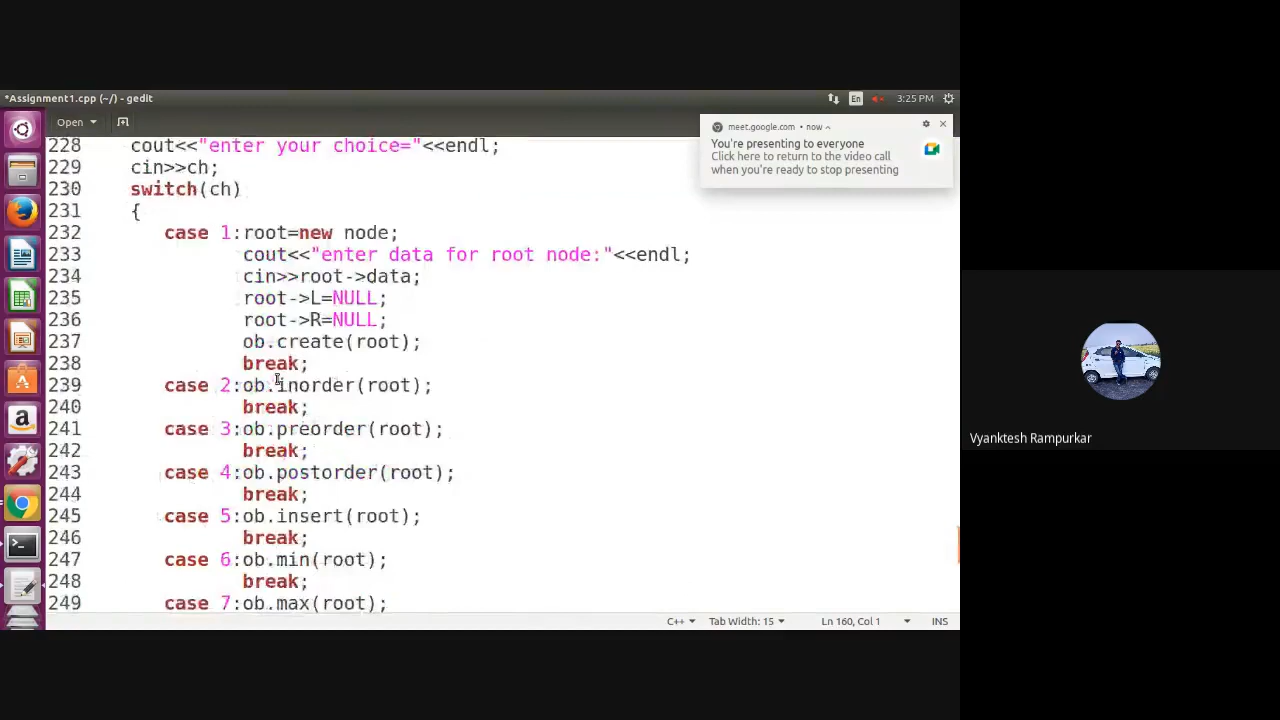 *Assignment1.cpp (~/) - gedit
En
3:25 PM
Open
meet.google.com • now
You're presenting to everyone
Click here to return to the video call
when you're ready to stop presenting
228 cout<<"enter your choice="<<endl;
229 cin>>ch;
230 switch(ch)
231 {
232 case 1:root=new node;
233 cout<<"enter data for root node:"<<endl;
234 cin>>root->data;
235 root->L=NULL;
236 root->R=NULL;
237 ob.create(root);
238 break;
239 case 2:ob.inorder(root);
240 break;
241 case 3:ob.preorder(root);
242 break;
243 case 4:ob.postorder(root);
244 break;
245 case 5:ob.insert(root);
246 break;
247 case 6:ob.min(root);
248 break;
249 case 7:ob.max(root);
C++ Tab Width: 15 Ln 160, Col 1 INS
Vyanktesh Rampurkar